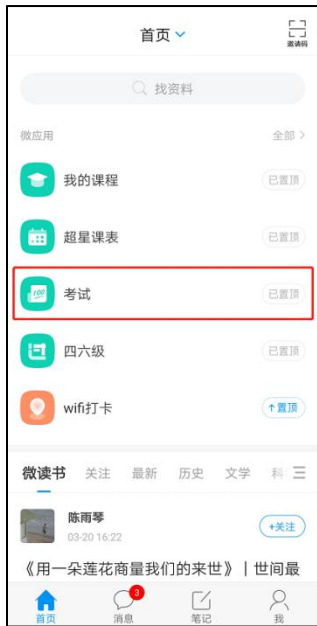 首页
邀请码
找资料
微应用
全部
我的课程
已置顶
超星课表
已置顶
100
考试
已置顶
四六级
已置顶
wifi打卡
↑置顶
微读书 关注 最新 历史 文学 科
陈雨琴
03-20 16:22
+关注
《用一朵莲花商量我们的来世》｜世间最
3
首页 消息 笔记 我